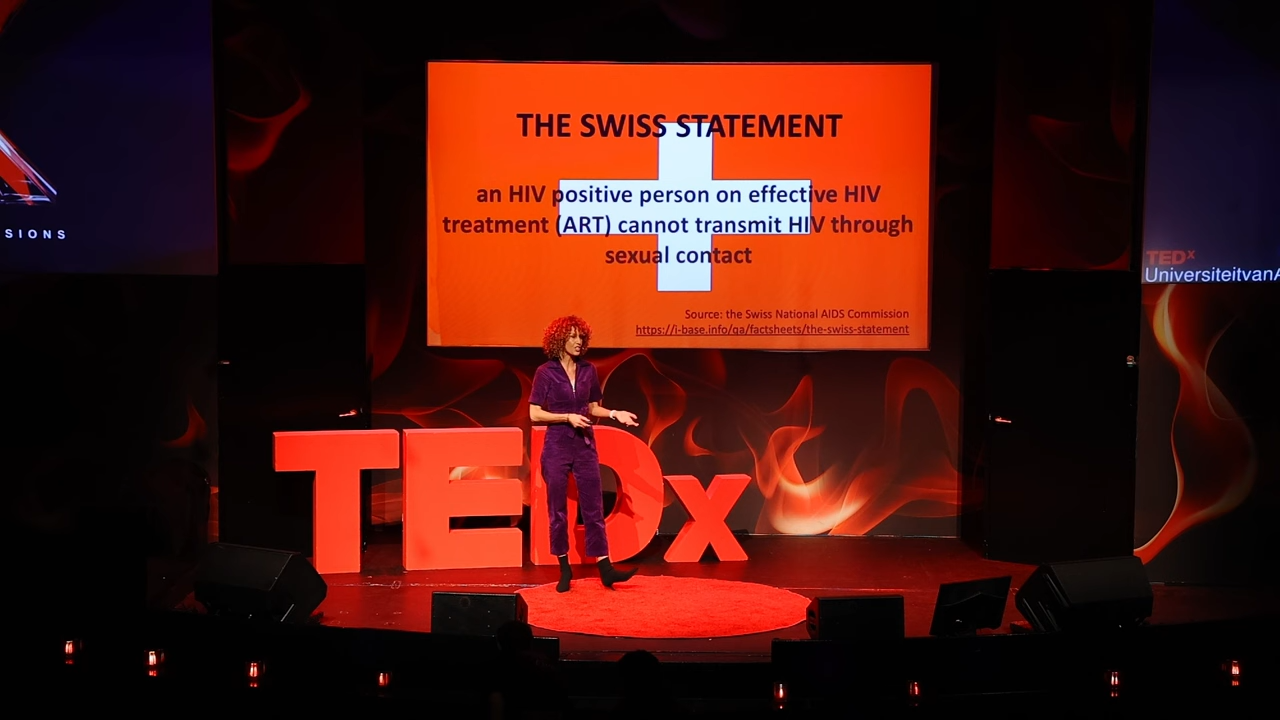 THE SWISS STATEMENT
an HIV positive person on effective HIV
treatment (ART) cannot transmit HIV through
sexual contact
Source: the Swiss National AIDS Commission
https://i-base.info/qa/factsheets/the-swiss-statement
SIONS
TEDx
UniversiteitvanA
TEDx